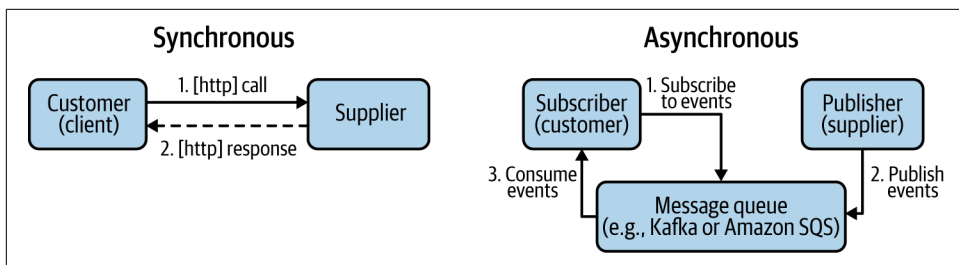 Synchronous
Customer
(client)
1. [http] call
Supplier
2. [http] response
Asynchronous
Subscriber
(customer)
1. Subscribe
to events
Publisher
(supplier)
3. Consume
events
2. Publish
events
Message queue
(e.g., Kafka or Amazon SQS)